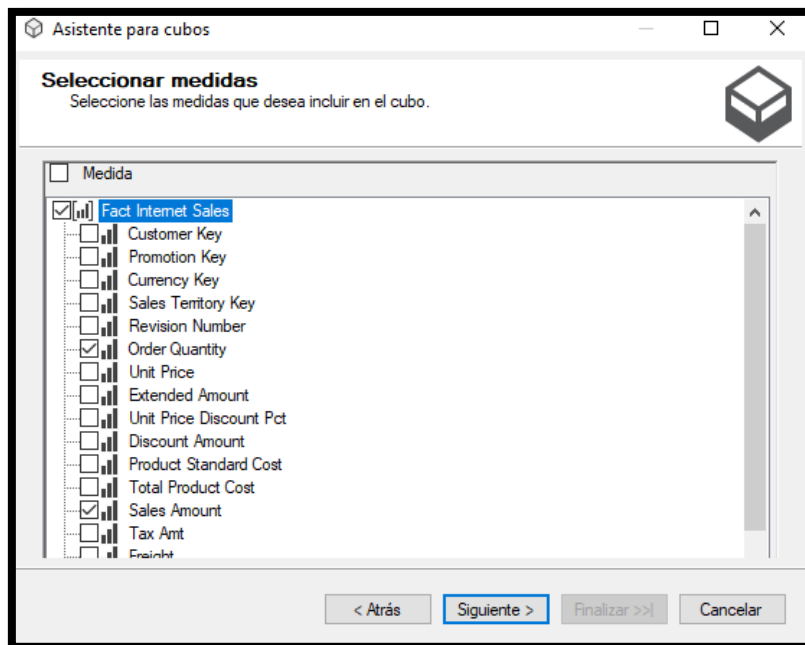 Asistente para cubos
Seleccionar medidas
Seleccione las medidas que desea incluir en el cubo.
Medida
Fact Internet Sales
Customer Key
Promotion Key
Currency Key
Sales Territory Key
Revision Number
Order Quantity
Unit Price
Extended Amount
Unit Price Discount Pct
Discount Amount
Product Standard Cost
Total Product Cost
Sales Amount
Tax Amt
Freight
< Atrás Siguiente > Finalizar >>| Cancelar